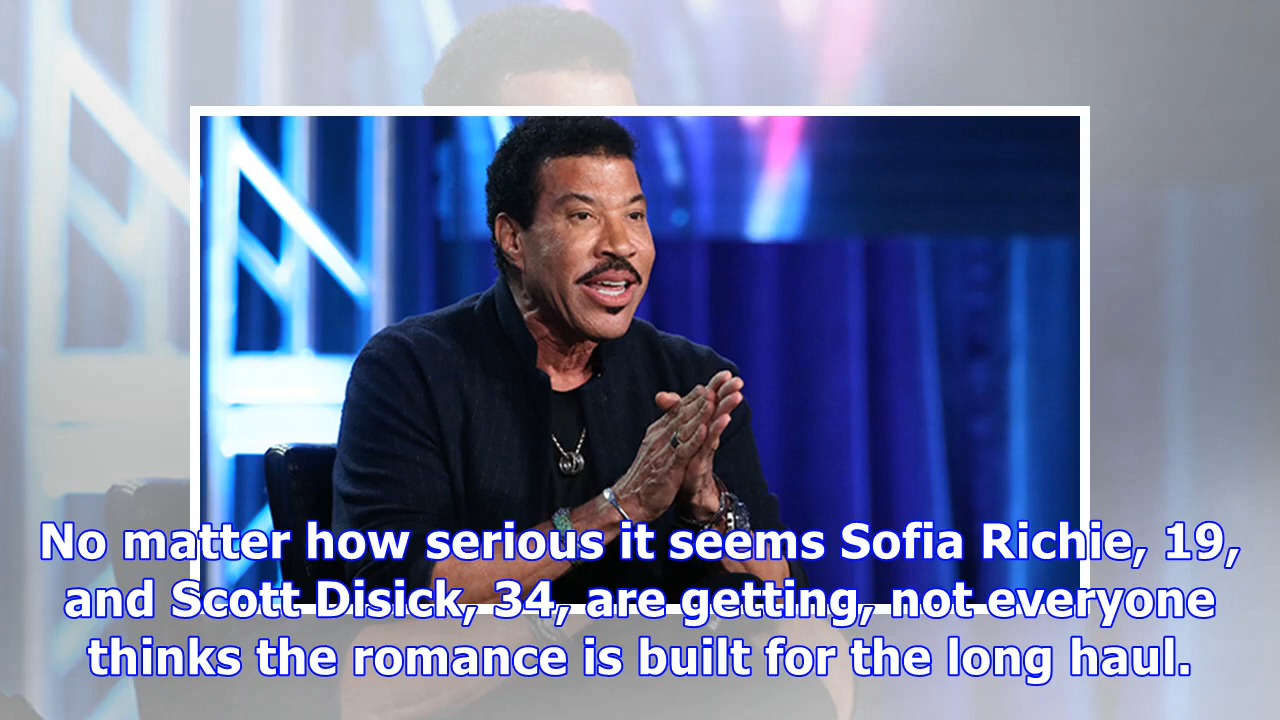 No matter how serious it seems Sofia Richie, 19,
and Scott Disick, 34, are getting, not everyone
thinks the romance is built for the long haul.